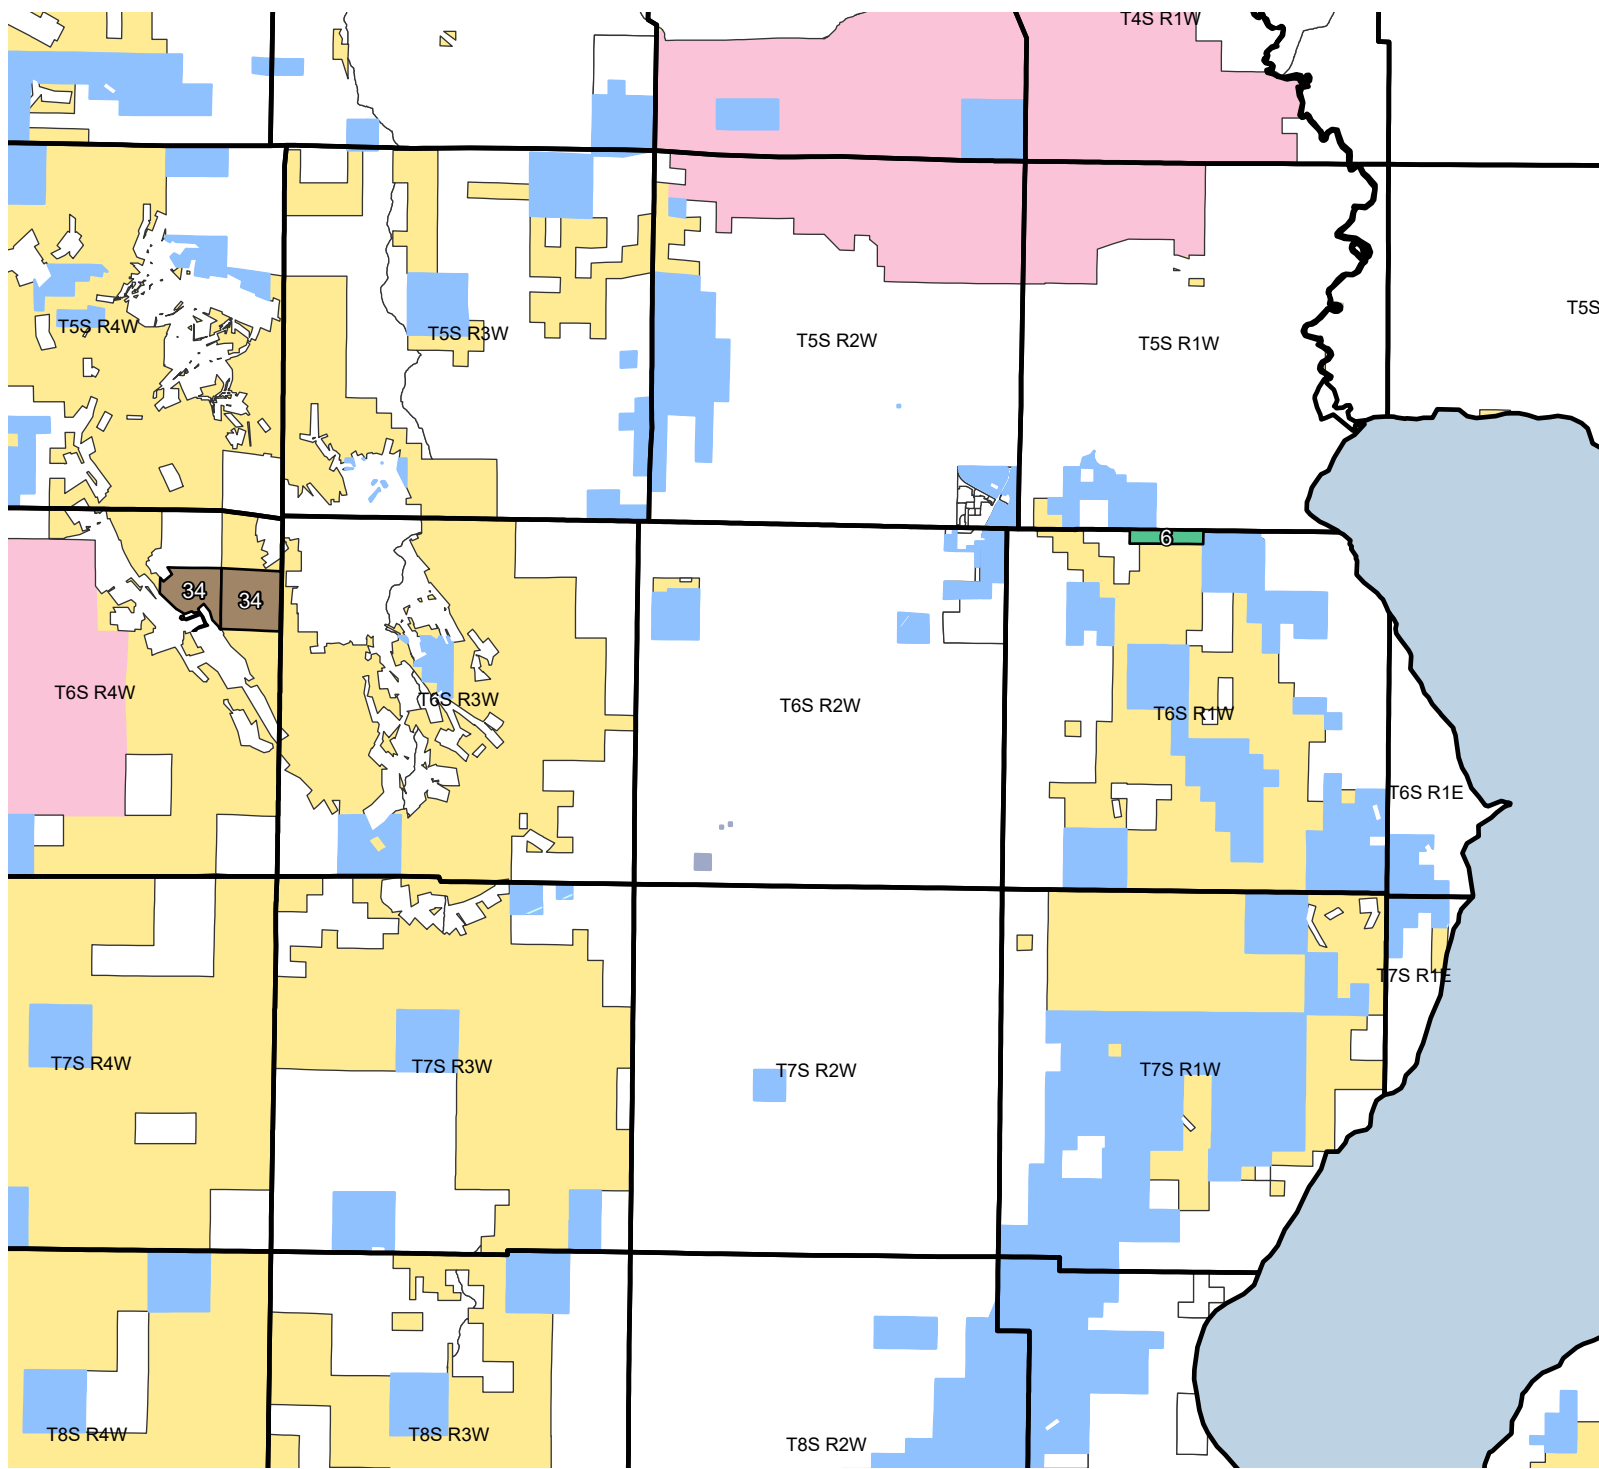 T4S R1W
T5S
T5S R4W
T5S R3W
T5S R2W
T5S R1W
6
34
34
T6S R4W
T6S R3W
T6S R2W
T6S R1W
T6S R1E
T7S R1E
T7S R4W
T7S R3W
T7S R2W
T7S R1W
T8S R4W
T8S R3W
T8S R2W